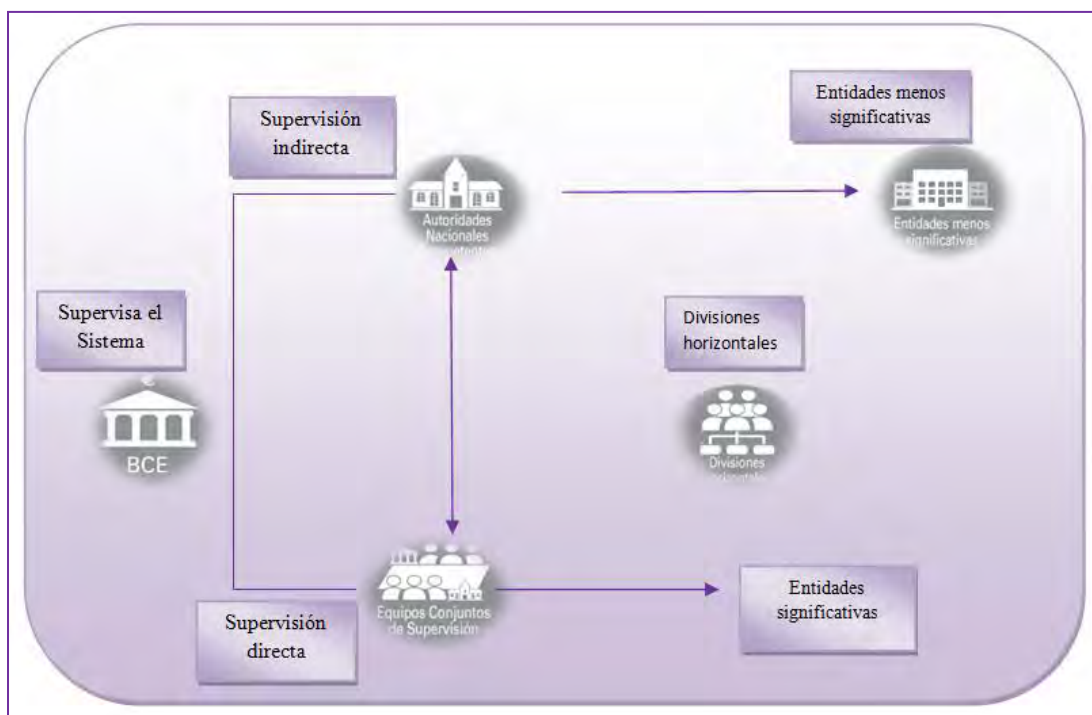 Supervisión
indirecta
Entidades menos
significativas
Autoridades
Nacionales
Entidades menos
significativas
Supervisa el
Sistema
BCE
Divisiones
horizontales
Divisiones
Equipos Conjuntos
de Supervisión
Entidades
significativas
Supervisión
directa